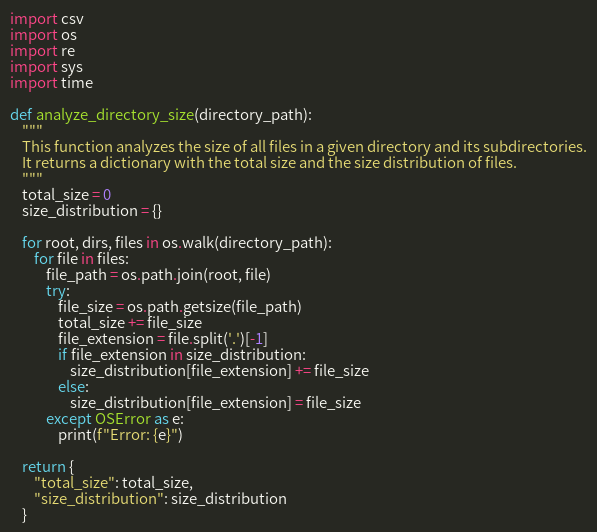 import csv
import os
import re
import sys
import time

def analyze_directory_size(directory_path):
    """
    This function analyzes the size of all files in a given directory and its subdirectories.
    It returns a dictionary with the total size and the size distribution of files.
    """
    total_size = 0
    size_distribution = {}

    for root, dirs, files in os.walk(directory_path):
        for file in files:
            file_path = os.path.join(root, file)
            try:
                file_size = os.path.getsize(file_path)
                total_size += file_size
                file_extension = file.split('.')[-1]
                if file_extension in size_distribution:
                    size_distribution[file_extension] += file_size
                else:
                    size_distribution[file_extension] = file_size
            except OSError as e:
                print(f"Error: {e}")

    return {
        "total_size": total_size,
        "size_distribution": size_distribution
    }